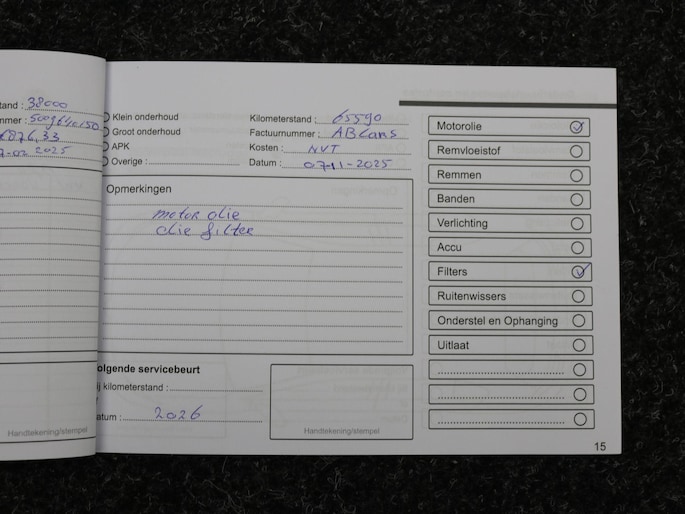 tand : 38000
mmer : 5009640150
876,33
7-02 2025
Handtekening/stempel
Klein onderhoud
Groot onderhoud
APK
Overige :
Kilometerstand : 65590
Factuurnummer : ABCars
Kosten : NVT
Datum : 07-11-2025
Opmerkingen
motor olie
olie filter
olgende servicebeurt
ij kilometerstand :
atum : 2026
Handtekening/stempel
Motorolie
Remvloeistof
Remmen
Banden
Verlichting
Accu
Filters
Ruitenwissers
Onderstel en Ophanging
Uitlaat
15